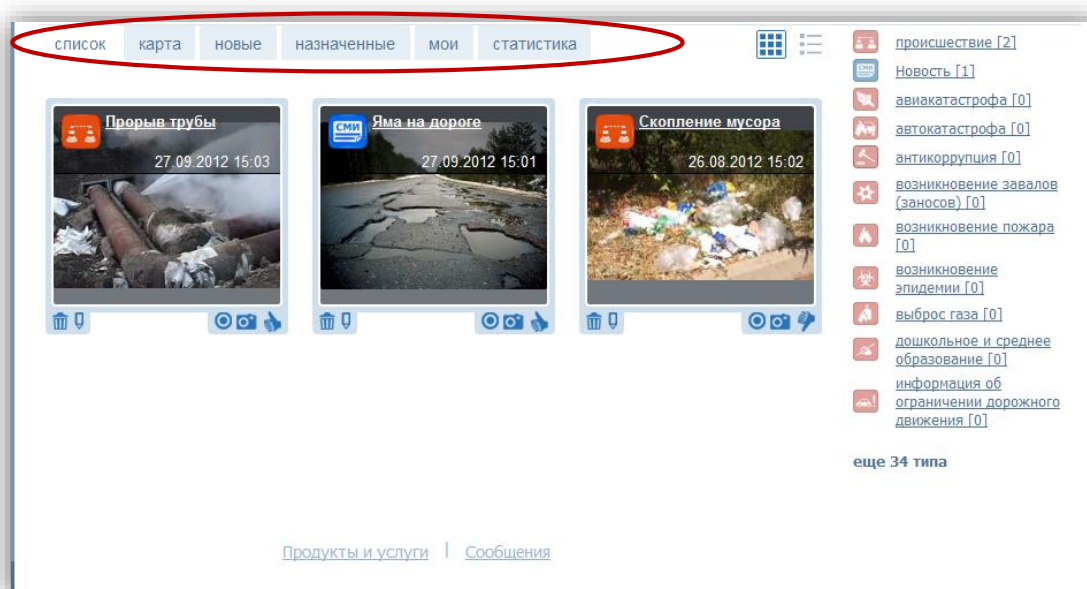 список карта новые назначенные мои статистика
Прорыв трубы
27.09.2012 15:03
СМИ
Яма на дороге
27.09.2012 15:01
Скопление мусора
26.08.2012 15:02
происшествие [2]
СМИ
Новость [1]
авиакатастрофа [0]
автокатастрофа [0]
антикоррупция [0]
возникновение завалов
(заносов) [0]
возникновение пожара
[0]
возникновение
эпидемии [0]
выброс газа [0]
дошкольное и среднее
образование [0]
информация об
ограничении дорожного
движения [0]
еще 34 типа
Продукты и услуги | Сообщения